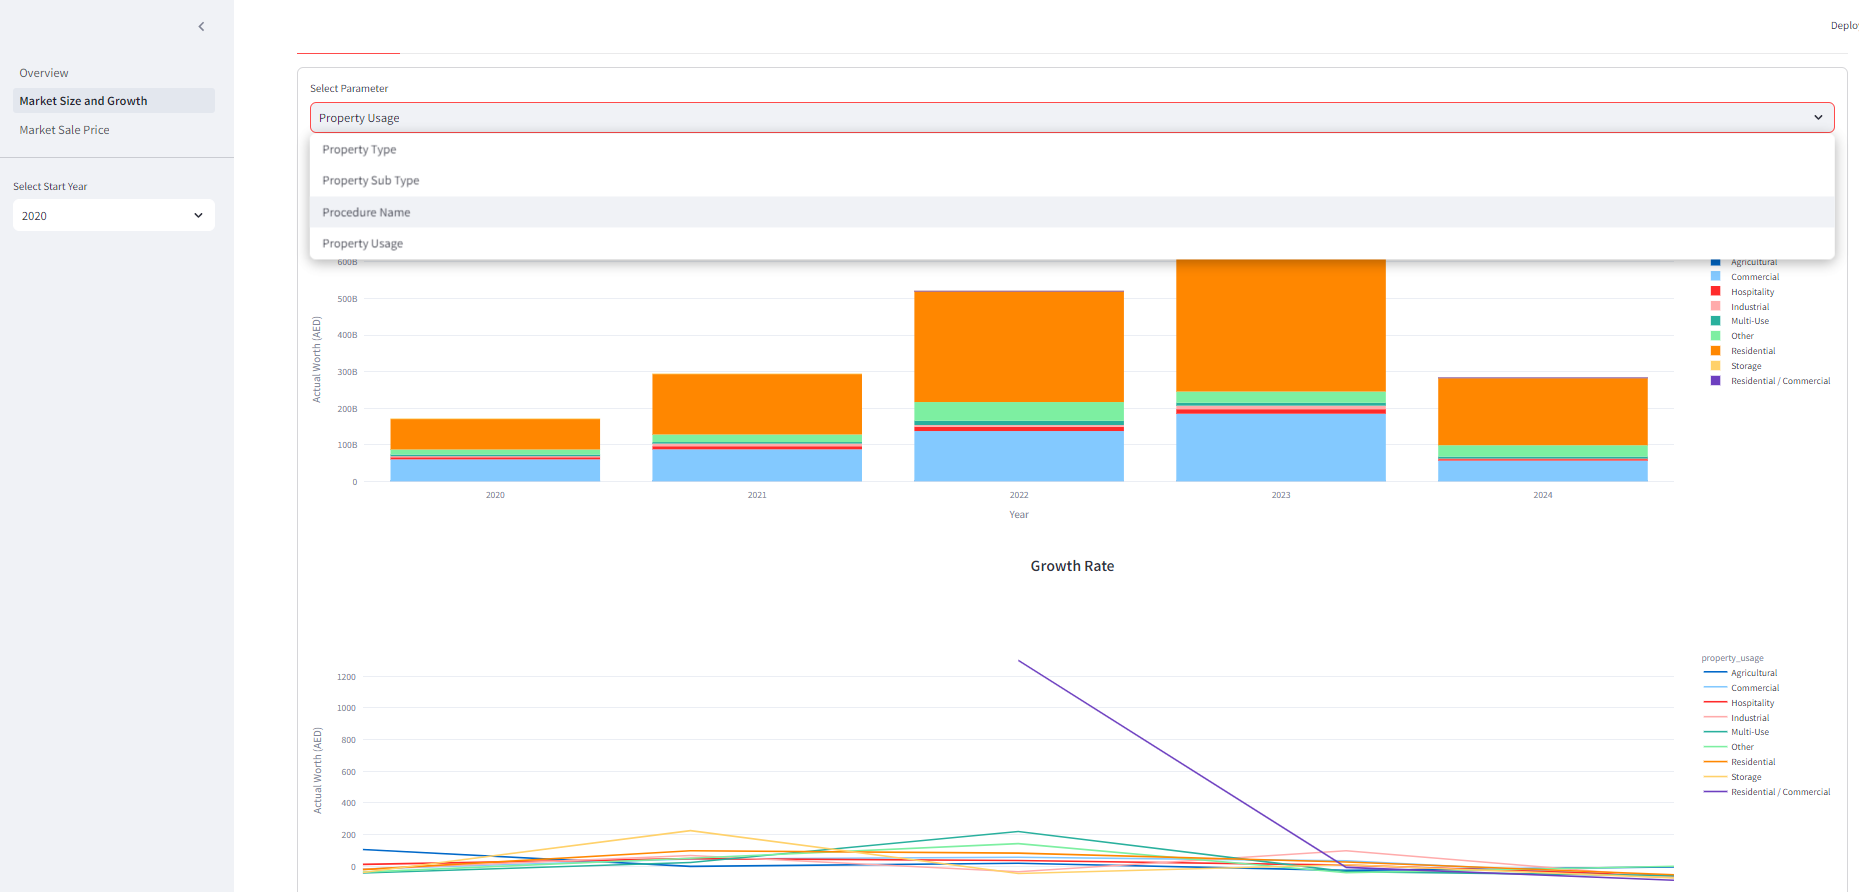 Deplo
Overview
Market Size and Growth
Market Sale Price
Select Start Year
2020
Select Parameter
Property Usage
Property Type
Property Sub Type
Procedure Name
Property Usage
600B
500B
400B
300B
200B
100B
0
Actual Worth (AED)
2020
2021
2022
2023
2024
Year
Agricultural
Commercial
Hospitality
Industrial
Multi-Use
Other
Residential
Storage
Residential / Commercial
Growth Rate
1200
1000
800
600
400
200
0
Actual Worth (AED)
property_usage
Agricultural
Commercial
Hospitality
Industrial
Multi-Use
Other
Residential
Storage
Residential / Commercial